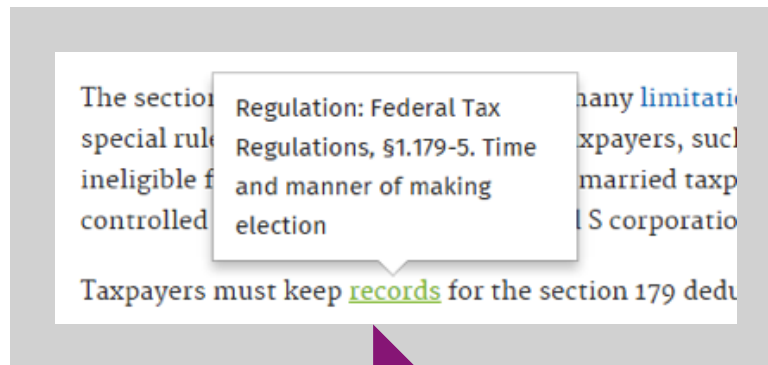 The section
Regulation: Federal Tax
Regulations, §1.179-5. Time
and manner of making
election
many limitati
special rule
xpayers, such
ineligible f
married taxp
controlled
S corporatio
Taxpayers must keep records for the section 179 dedu